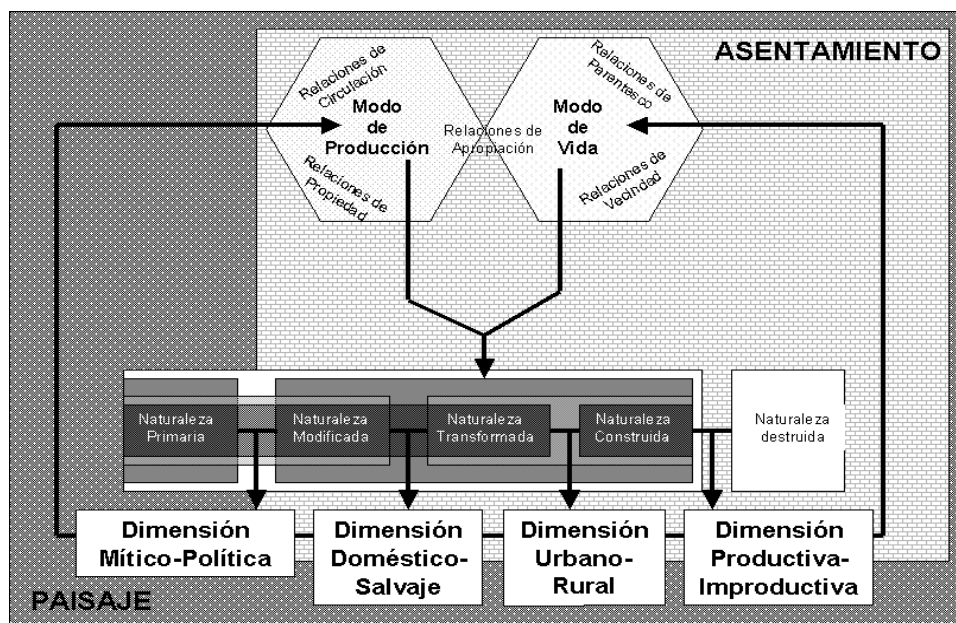 ASENTAMIENTO
Relaciones de
Circulación
Modo
de
Producción
Relaciones de
Propiedad
Relaciones de
Apropiación
Relaciones de
Parentesco
Modo
de
Vida
Relaciones de
Vecindad
Naturaleza
Primaria
Naturaleza
Modificada
Naturaleza
Transformada
Naturaleza
Construida
Naturaleza
destruida
Dimensión
Mítico-Política
Dimensión
Doméstico-
Salvaje
Dimensión
Urbano-
Rural
Dimensión
Productiva-
Improductiva
PAISAJE